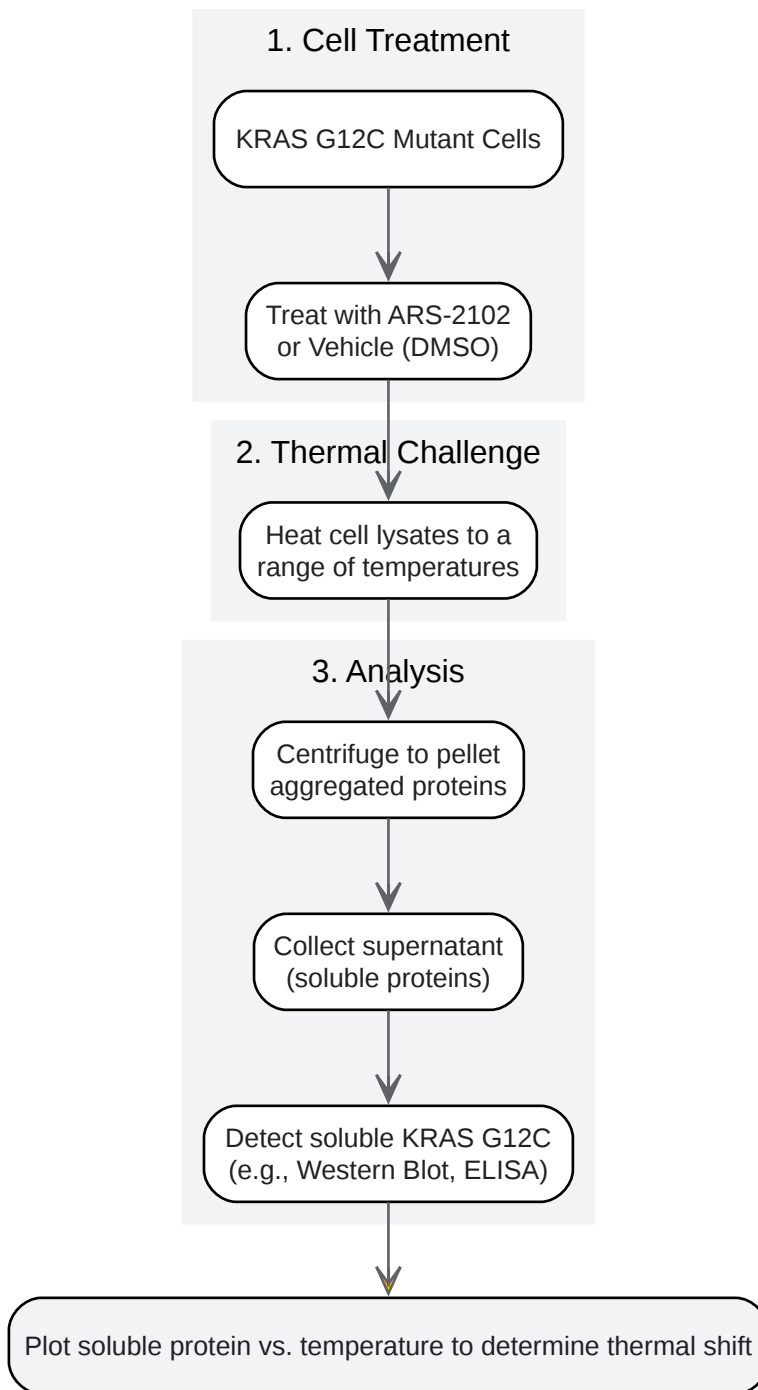 1. Cell Treatment
KRAS G12C Mutant Cells
Treat with ARS-2102
or Vehicle (DMSO)
2. Thermal Challenge
Heat cell lysates to a
range of temperatures
3. Analysis
Centrifuge to pellet
aggregated proteins
Collect supernatant
(soluble proteins)
Detect soluble KRAS G12C
(e.g., Western Blot, ELISA)
Plot soluble protein vs. temperature to determine thermal shift